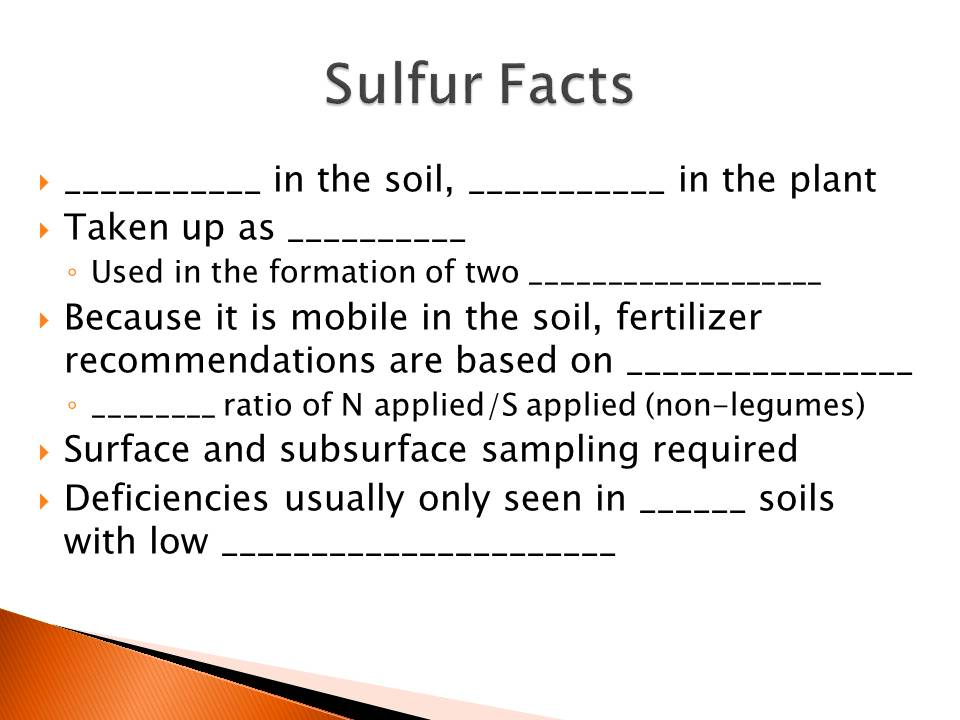 Sulfur Facts
___________ in the soil, ___________ in the plant
Taken up as __________
Used in the formation of two ___________________
Because it is mobile in the soil, fertilizer
recommendations are based on ________________
________ ratio of N applied/S applied (non-legumes)
Surface and subsurface sampling required
Deficiencies usually only seen in ______ soils
with low ______________________